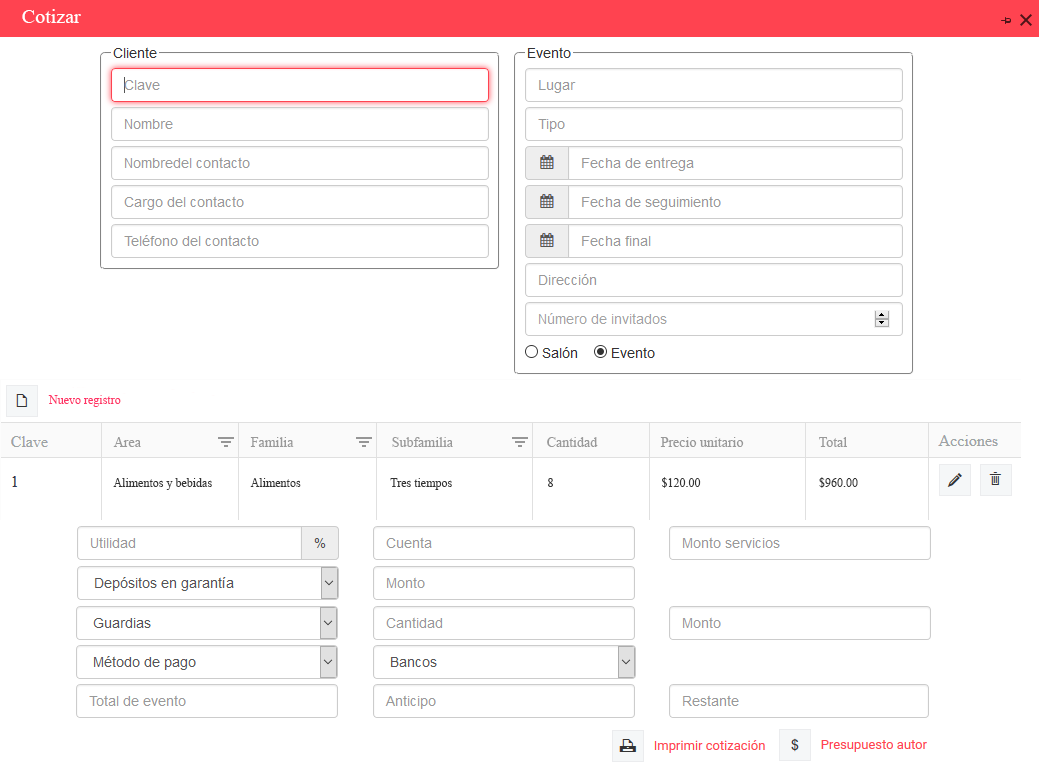 Cotizar
Cliente
Clave
Nombre
Nombredel contacto
Cargo del contacto
Teléfono del contacto
Evento
Lugar
Tipo
Fecha de entrega
Fecha de seguimiento
Fecha final
Dirección
Número de invitados
Salón Evento
Nuevo registro
Clave Area Familia Subfamilia Cantidad Precio unitario Total Acciones
1 Alimentos y bebidas Alimentos Tres tiempos 8 $120.00 $960.00
Utilidad % Cuenta Monto servicios
Depósitos en garantía Monto
Guardias Cantidad Monto
Método de pago Bancos
Total de evento Anticipo Restante
Imprimir cotización $ Presupuesto autor